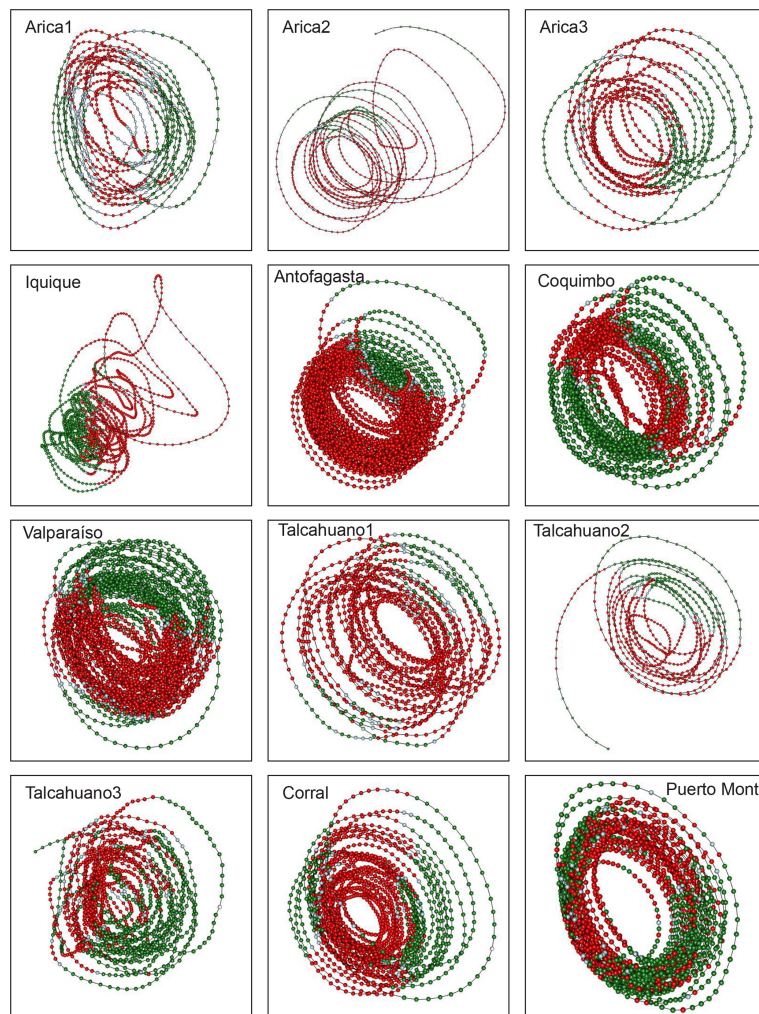 Arica1
Arica2
Arica3
Iquique
Antofagasta
Coquimbo
Valparaíso
Talcahuano1
Talcahuano2
Talcahuano3
Corral
Puerto Mont